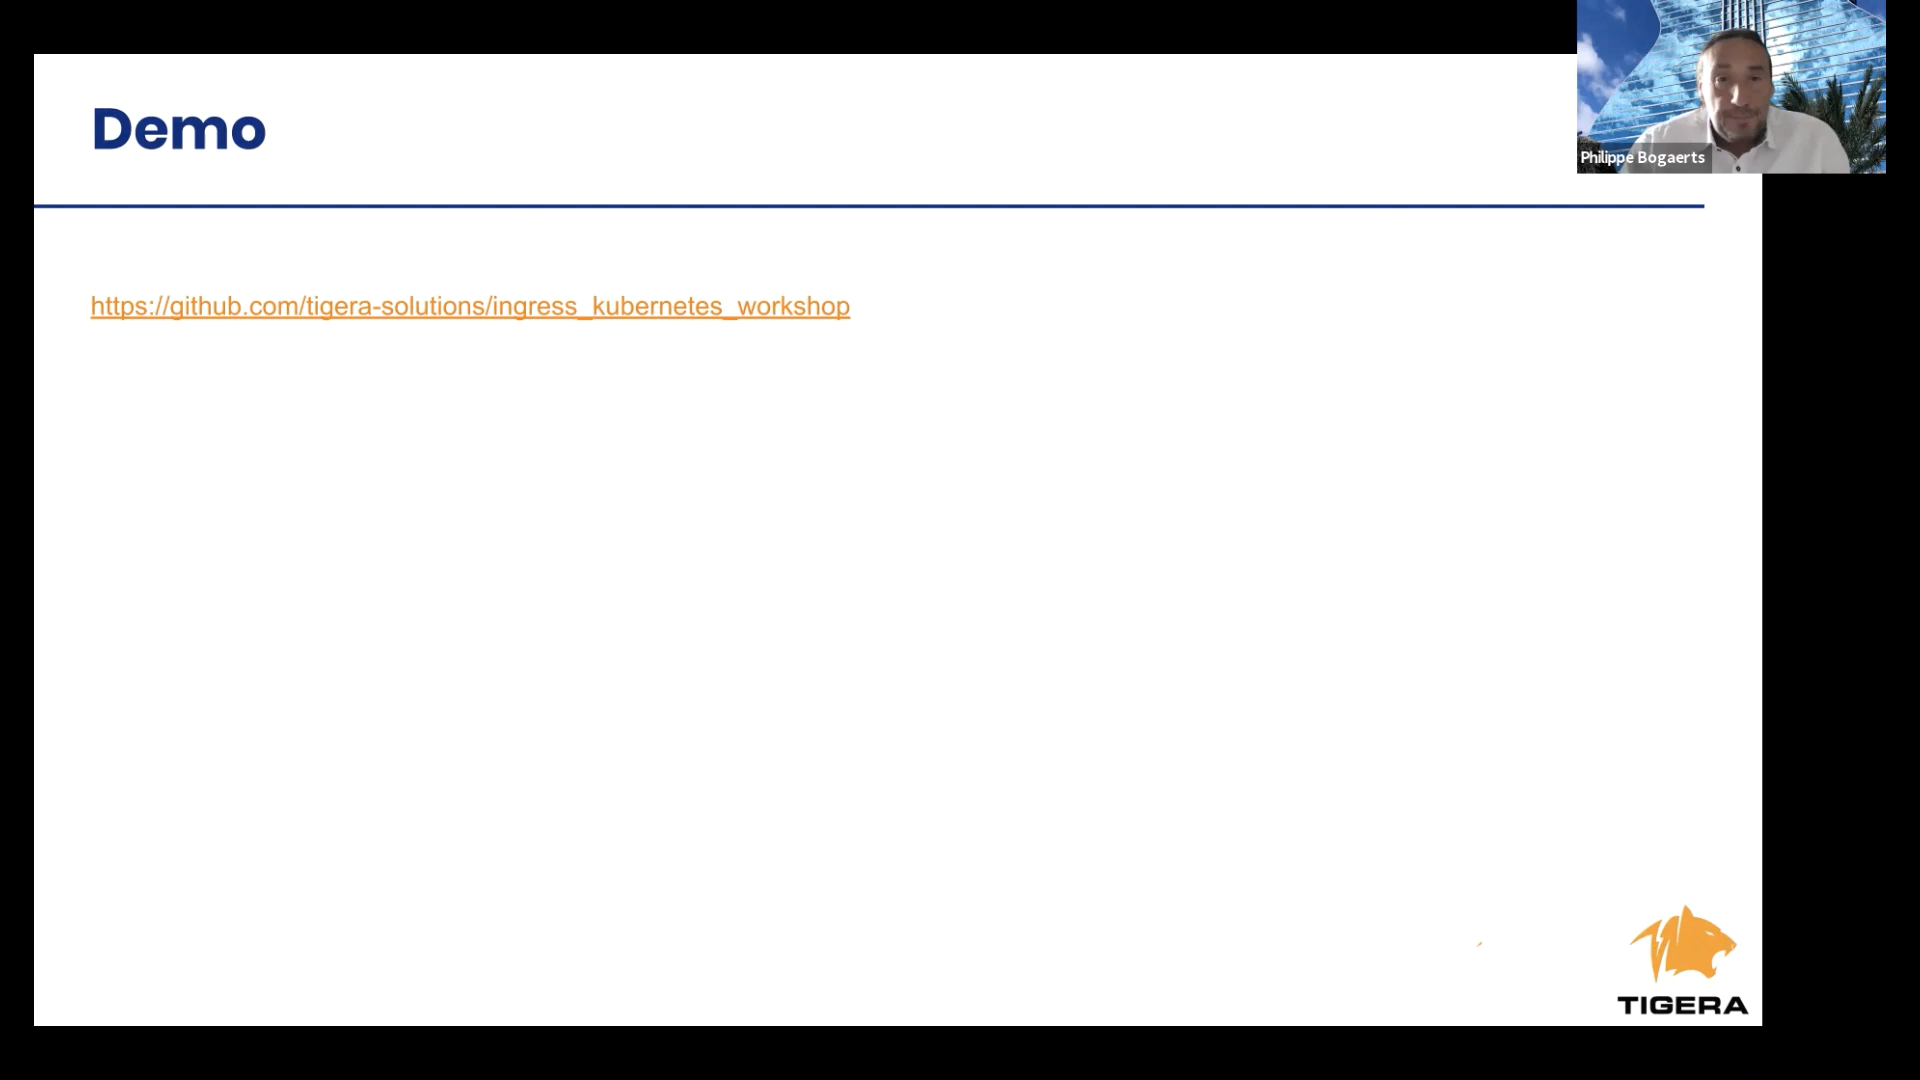 Demo
Philippe Bogaerts
https://github.com/tigera-solutions/ingress_kubernetes_workshop
TIGERA